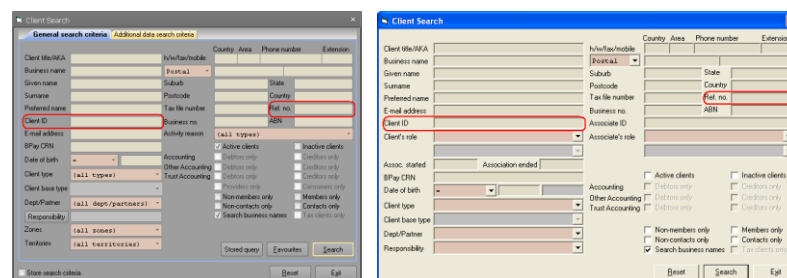 Client Search
General search criteria Additional data search criteria
Country Area Phone number Extension
Client title/AKA h/w/fax/mobile
Business name Postal
Given name Suburb State
Surname Postcode Country
Preferred name Tax file number Ref. no.
Client ID Business no. ABN
E-mail address Activity reason (all types)
BPay CRN Active clients Inactive clients
Date of birth = Accounting Debtors only Creditors only
Other Accounting Debtors only Creditors only
Client type (all types) Trust Accounting Debtors only Creditors only
Client base type Providers only Consumers only
Dept/Partner (all dept/partners) Non-members only Members only
Non-contacts only Contacts only
Responsibility Search business names Tax clients only
Zones (all zones)
Territories (all territories)
Stored query Favourites Search
Store search criteria Reset Exit
Client Search
Country Area Phone number Extension
Client title/AKA h/w/fax/mobile
Business name Postal
Given name Suburb State
Surname Postcode Country
Preferred name Tax file number Ref. no.
E-mail address Business no. ABN
Client ID Associate ID
Client's role Associate's role
Assoc. started Association ended
BPay CRN Active clients Inactive clients
Date of birth = Accounting Debtors only Creditors only
Other Accounting Debtors only Creditors only
Client type Trust Accounting Debtors only Creditors only
Client base type
Dept/Partner Non-members only Members only
Non-contacts only Contacts only
Responsibility Search business names Tax clients only
Reset Search Exit